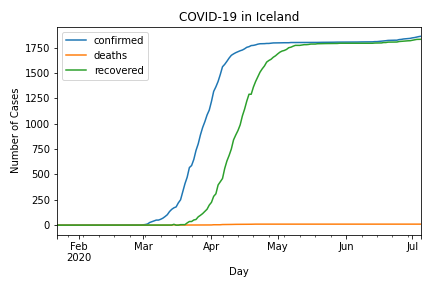 COVID-19 in Iceland
confirmed
deaths
recovered
Number of Cases
1750
1500
1250
1000
750
500
250
0
Feb Mar Apr May Jun Jul
2020
Day